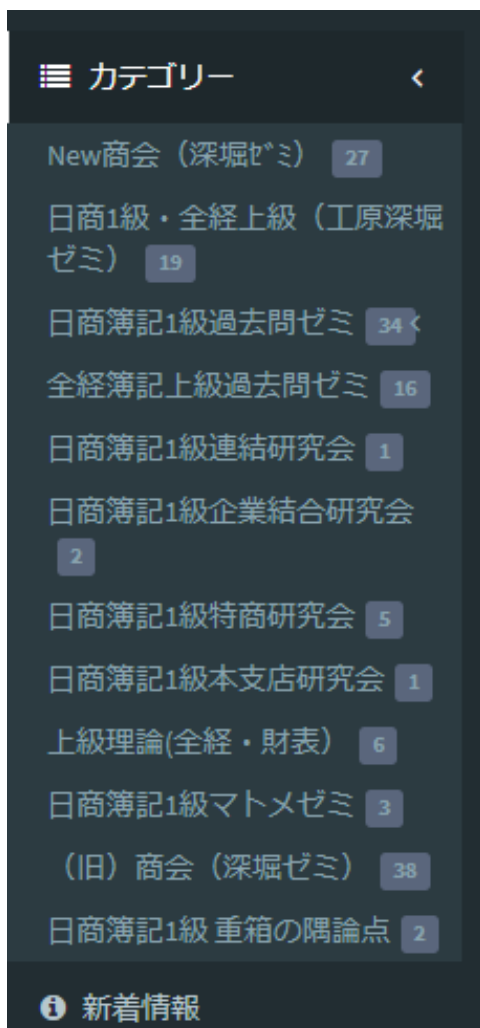 カテゴリー
New商会（深堀ｾﾞﾐ） 27
日商1級・全経上級（工原深堀
ゼミ） 19
日商簿記1級過去問ゼミ 34
全経簿記上級過去問ゼミ 16
日商簿記1級連結研究会 1
日商簿記1級企業結合研究会
2
日商簿記1級特商研究会 5
日商簿記1級本支店研究会 1
上級理論(全経・財表） 6
日商簿記1級マトメゼミ 3
（旧）商会（深堀ゼミ） 38
日商簿記1級 重箱の隅論点 2
新着情報